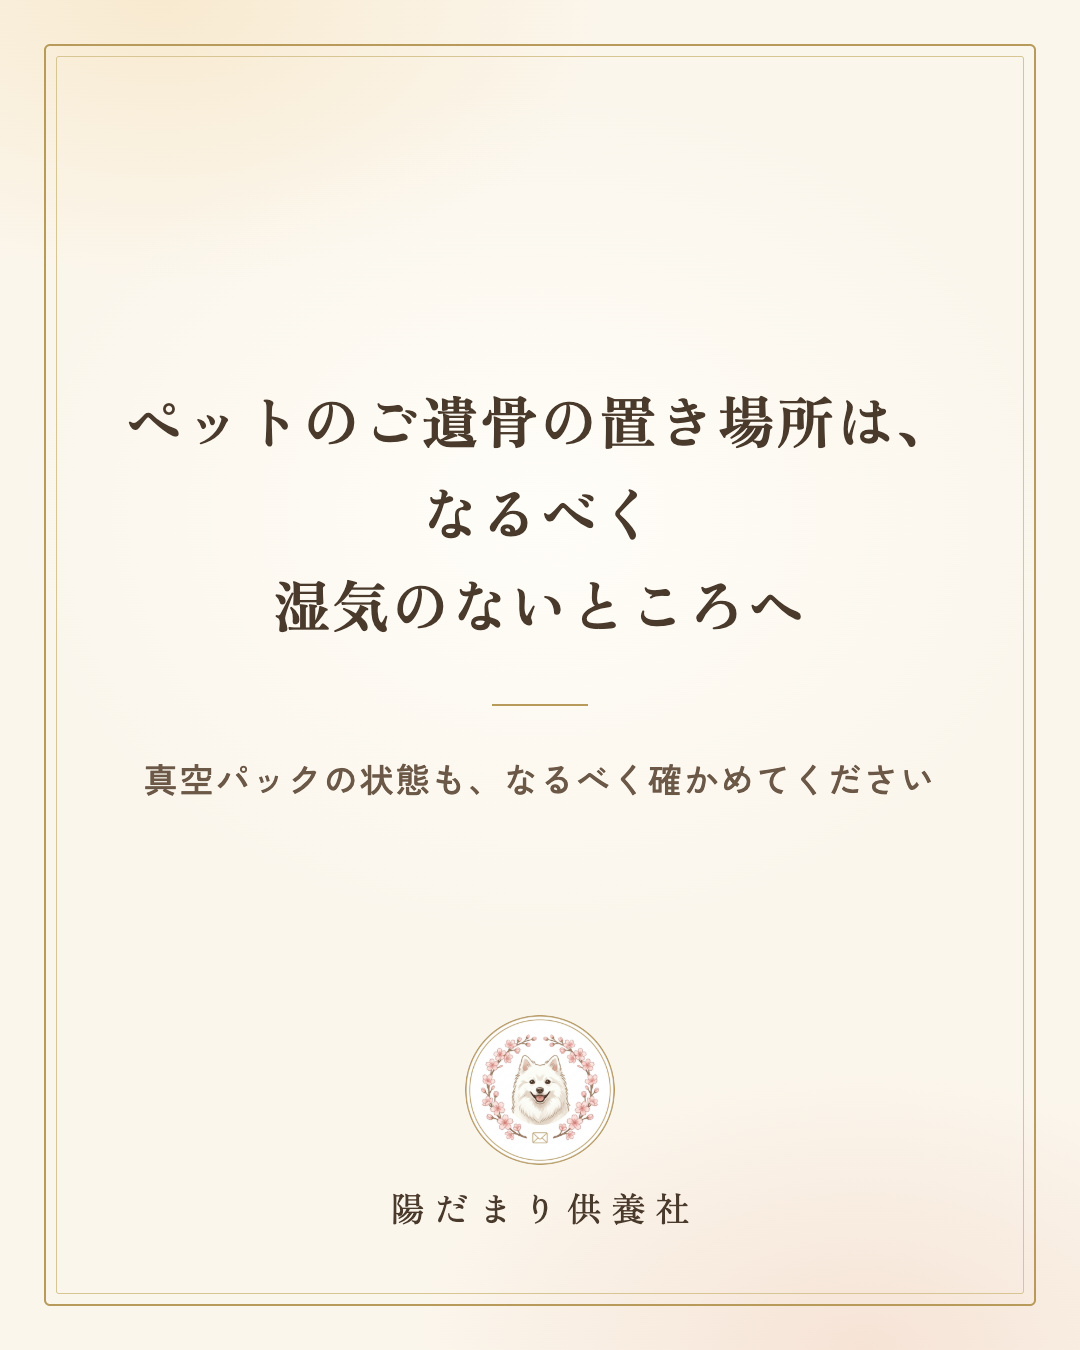 ペットのご遺骨の置き場所は、
なるべく
湿気のないところへ
真空パックの状態も、なるべく確かめてください
陽だまり供養社